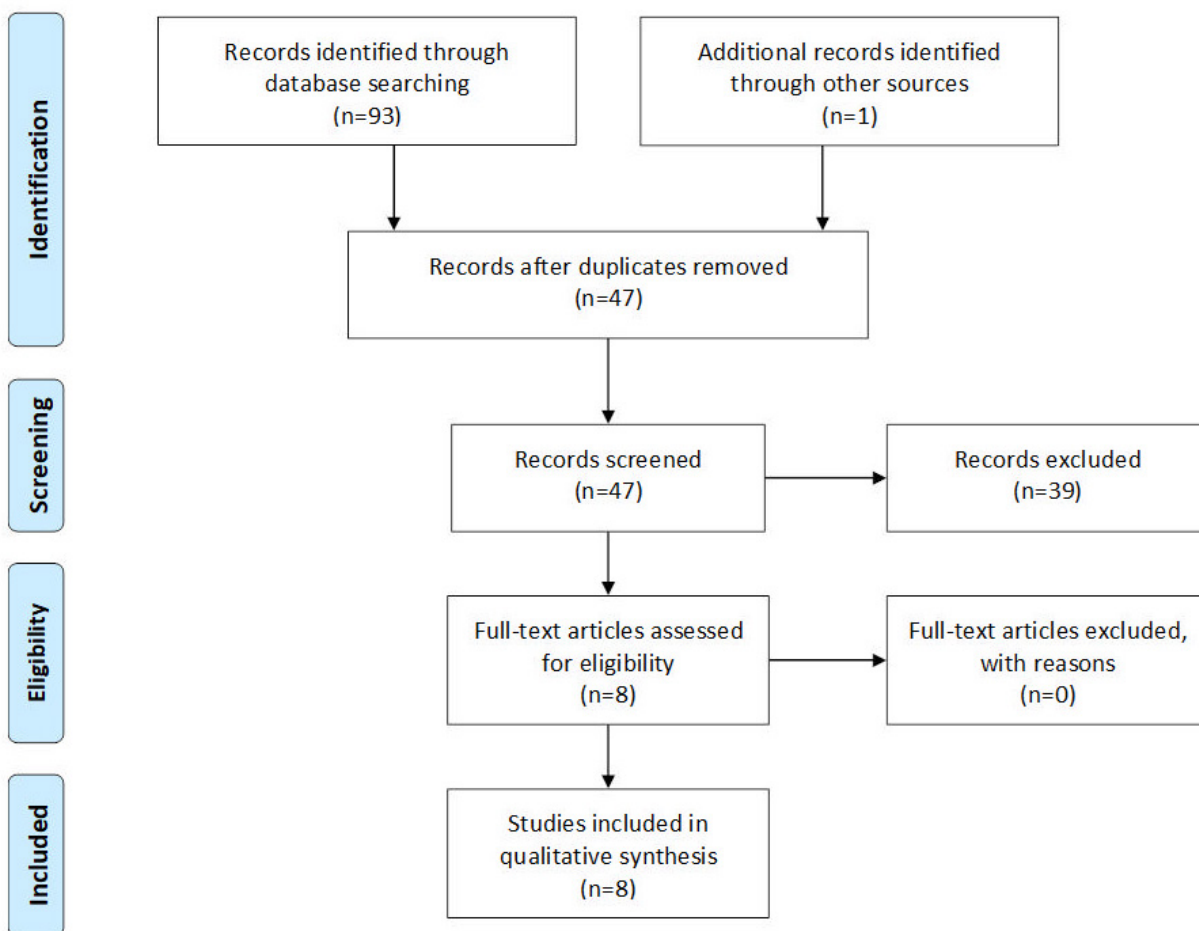 Identification
Records identified through
database searching
(n=93)
Additional records identified
through other sources
(n=1)
Records after duplicates removed
(n=47)
Screening
Records screened
(n=47)
Records excluded
(n=39)
Eligibility
Full-text articles assessed
for eligibility
(n=8)
Full-text articles excluded,
with reasons
(n=0)
Included
Studies included in
qualitative synthesis
(n=8)